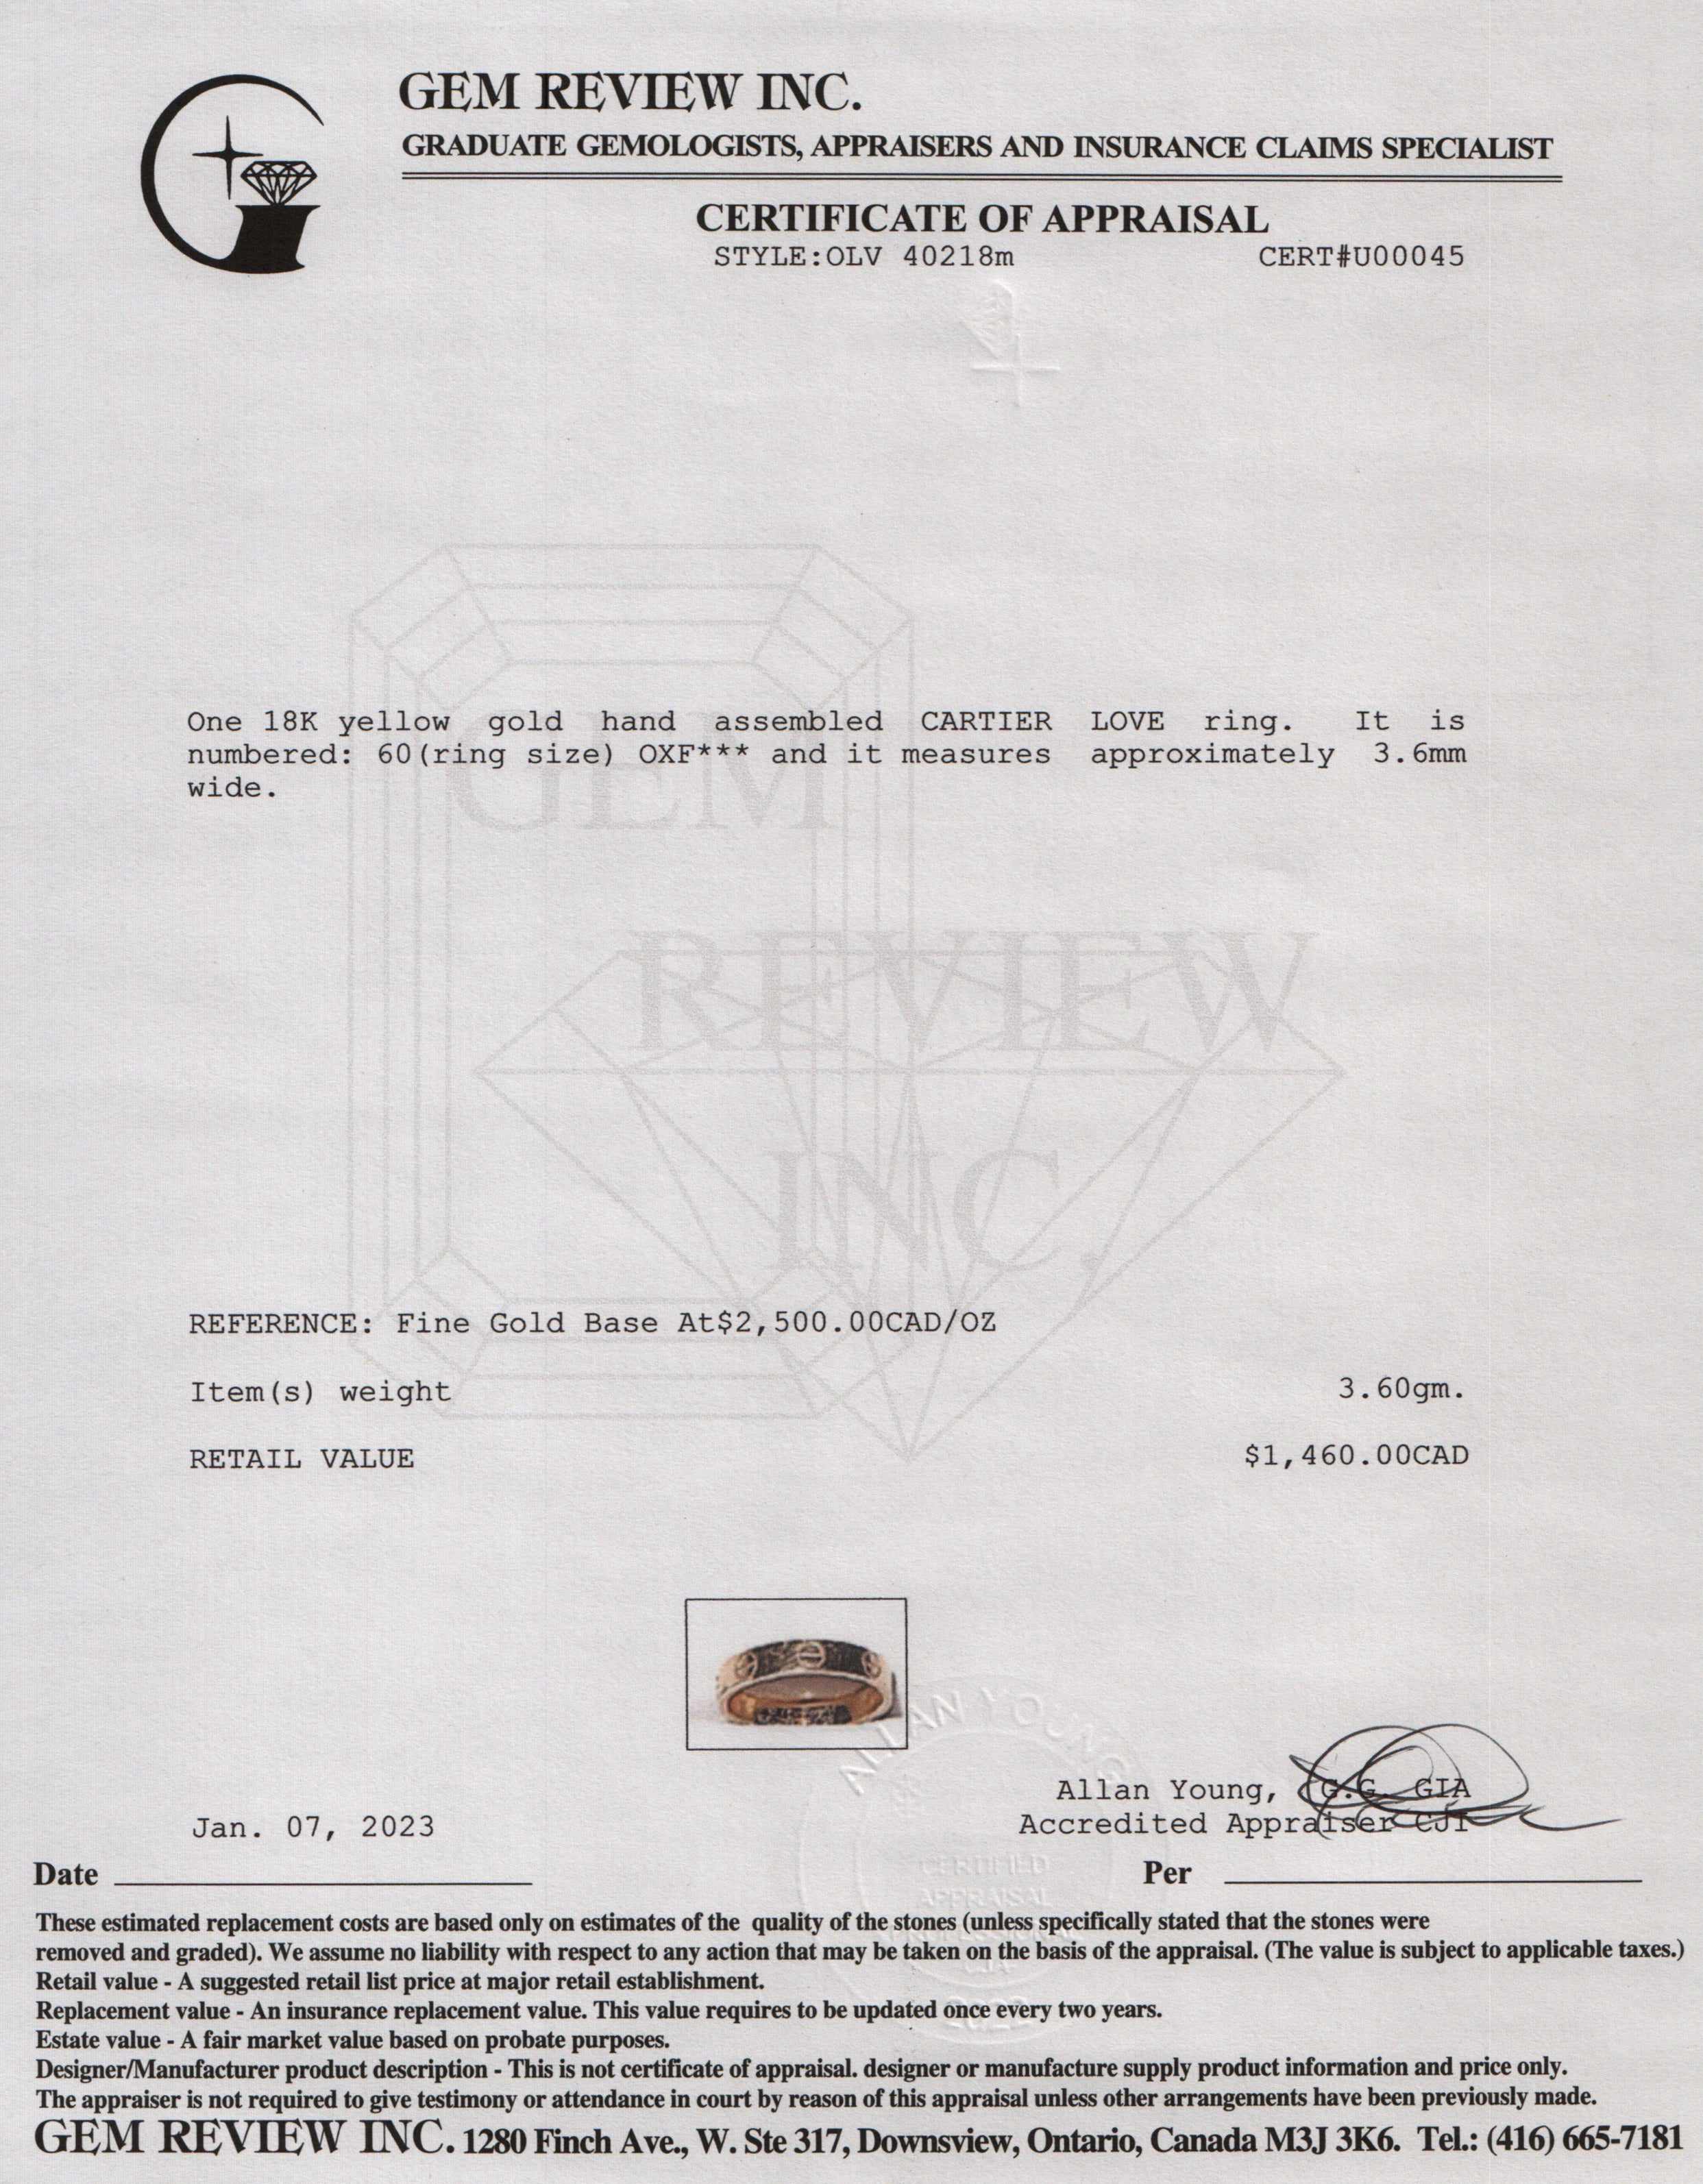 GEM REVIEW INC.
GRADUATE GEMOLOGISTS, APPRAISERS AND INSURANCE CLAIMS SPECIALIST
CERTIFICATE OF APPRAISAL
STYLE:OLV 40218m CERT#U00045
One 18K yellow gold hand assembled CARTIER LOVE ring. It is
numbered: 60(ring size) OXF*** and it measures approximately 3.6mm
wide.
GEM
REVIEW
INC.
REFERENCE: Fine Gold Base At$2,500.00CAD/OZ
Item(s) weight 3.60gm.
RETAIL VALUE $1,460.00CAD
ALLAN YOUNG
Allan Young, G.G. GIA
Jan. 07, 2023 Accredited Appraiser CJI
CERTIFIED
APPRAISAL
Date Per
These estimated replacement costs are based only on estimates of the quality of the stones (unless specifically stated that the stones were
removed and graded). We assume no liability with respect to any action that may be taken on the basis of the appraisal. (The value is subject to applicable taxes.)
Retail value - A suggested retail list price at major retail establishment.
Replacement value - An insurance replacement value. This value requires to be updated once every two years.
Estate value - A fair market value based on probate purposes.
Designer/Manufacturer product description - This is not certificate of appraisal. designer or manufacture supply product information and price only.
The appraiser is not required to give testimony or attendance in court by reason of this appraisal unless other arrangements have been previously made.
GEM REVIEW INC. 1280 Finch Ave., W. Ste 317, Downsview, Ontario, Canada M3J 3K6. Tel.: (416) 665-7181